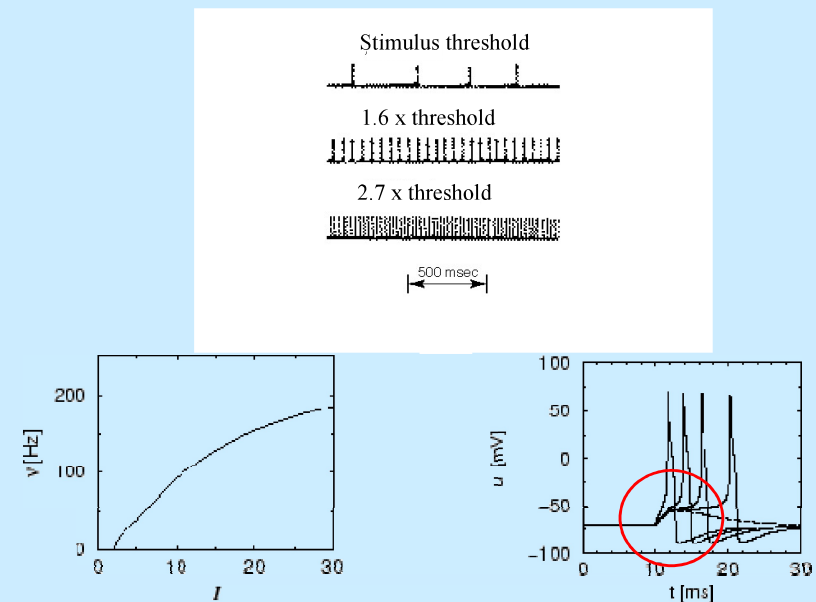 Stimulus threshold
1.6 x threshold
2.7 x threshold
500 msec
ν [Hz]
200
100
0
0 10 20 30
I
u [mV]
100
50
0
−50
−100
0 10 20 30
t [ms]